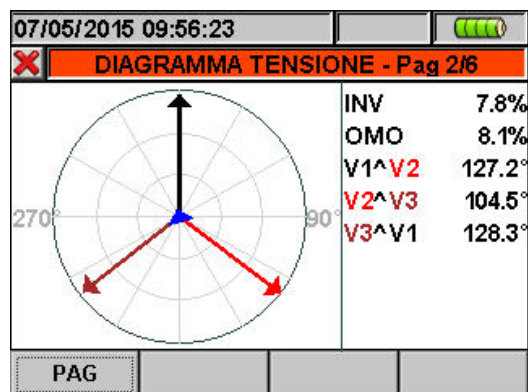 07/05/2015 09:56:23
DIAGRAMMA TENSIONE - Pag 2/6
INV 7.8%
OMO 8.1%
V1^V2 127.2°
V2^V3 104.5°
V3^V1 128.3°
270°
90°
PAG